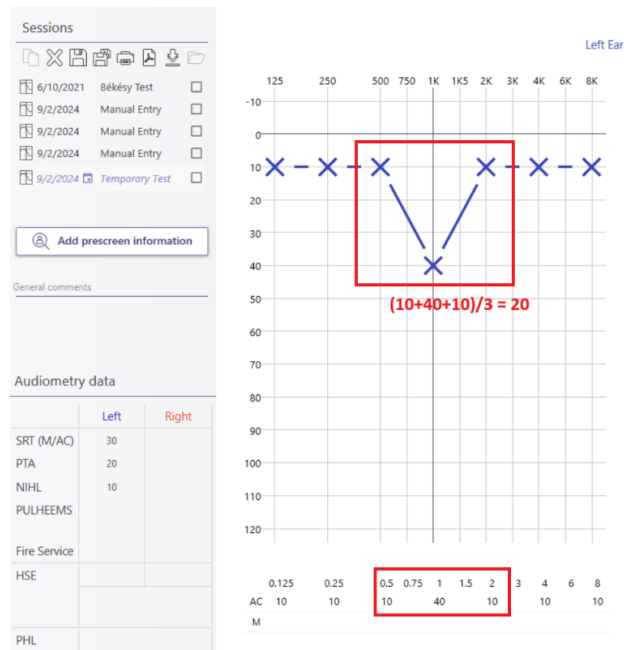 Sessions
6/10/2021 Békésy Test
9/2/2024 Manual Entry
9/2/2024 Manual Entry
9/2/2024 Manual Entry
9/2/2024 Temporary Test
Add prescreen information
General comments
Audiometry data
Left Right
SRT (M/AC) 30
PTA 20
NIHL 10
PULHEEMS
Fire Service
HSE
PHL
Left Ear
125 250 500 750 1K 1K5 2K 3K 4K 6K 8K
-10
0
10
20
30
40
50
(10+40+10)/3 = 20
60
70
80
90
100
110
120
0.125 0.25 0.5 0.75 1 1.5 2 3 4 6 8
AC 10 10 10 40 10 10 10
M